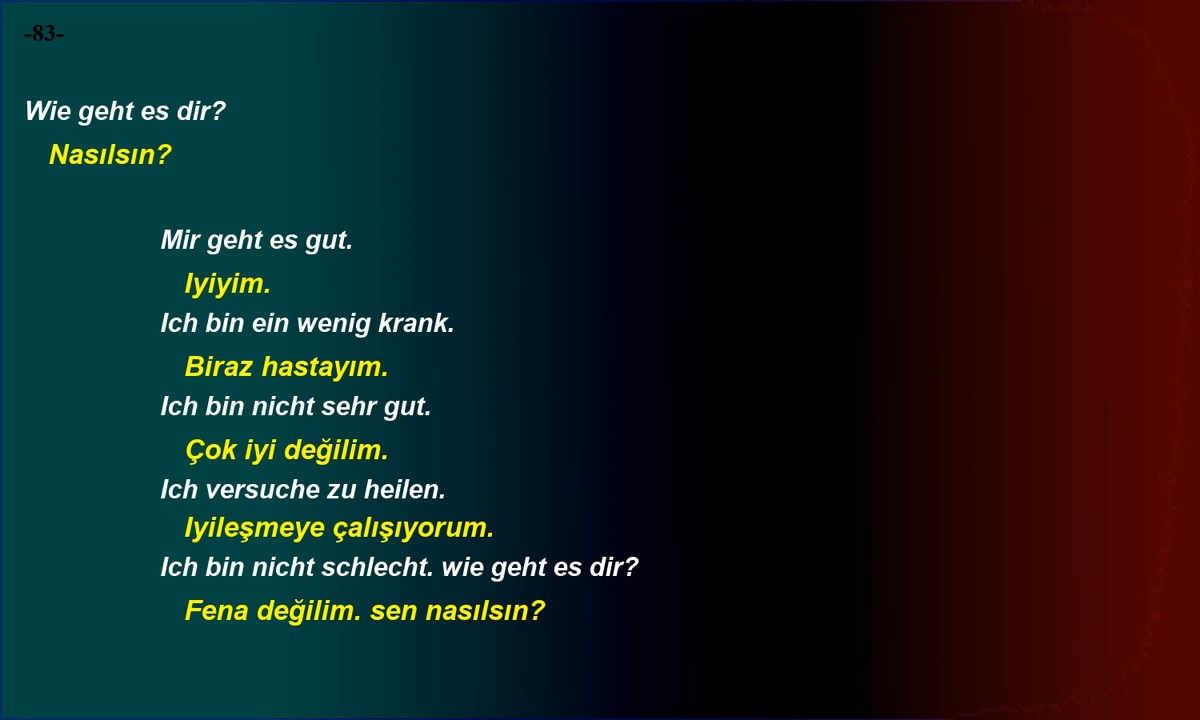 -83-
Wie geht es dir?
Nasılsın?
Mir geht es gut.
Iyiyim.
Ich bin ein wenig krank.
Biraz hastayım.
Ich bin nicht sehr gut.
Çok iyi değilim.
Ich versuche zu heilen.
Iyileşmeye çalışıyorum.
Ich bin nicht schlecht. wie geht es dir?
Fena değilim. sen nasılsın?